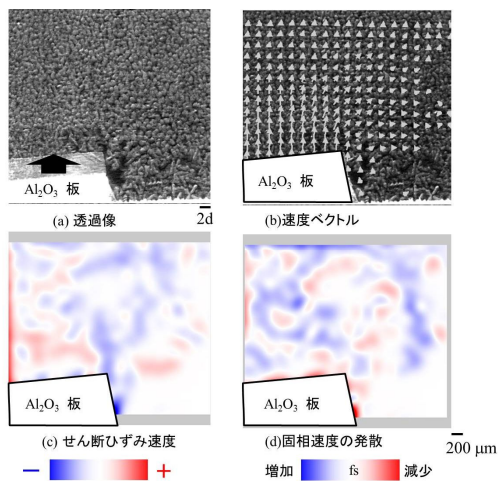 Al₂O₃ 板
Al₂O₃ 板
(a) 透過像
2d
(b)速度ベクトル
Al₂O₃ 板
Al₂O₃ 板
(c) せん断ひずみ速度
(d)固相速度の発散
200 μm
− +
増加 fs 減少